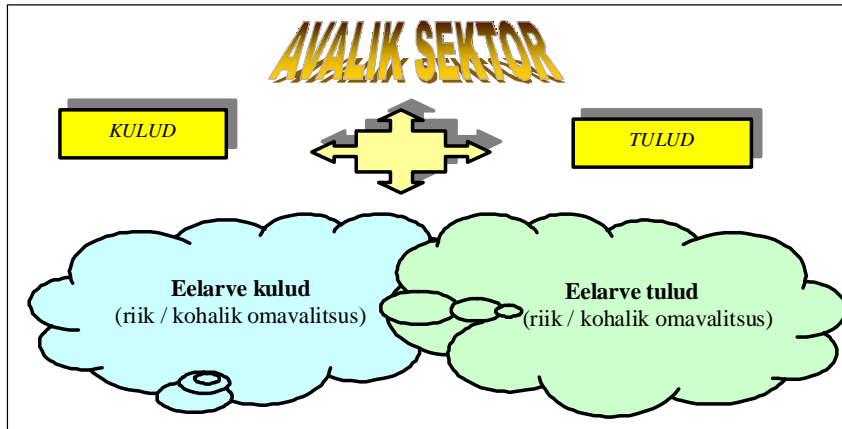 AVALIK SEKTOR
KULUD
TULUD
Eelarve kulud
(riik / kohalik omavalitsus)
Eelarve tulud
(riik / kohalik omavalitsus)